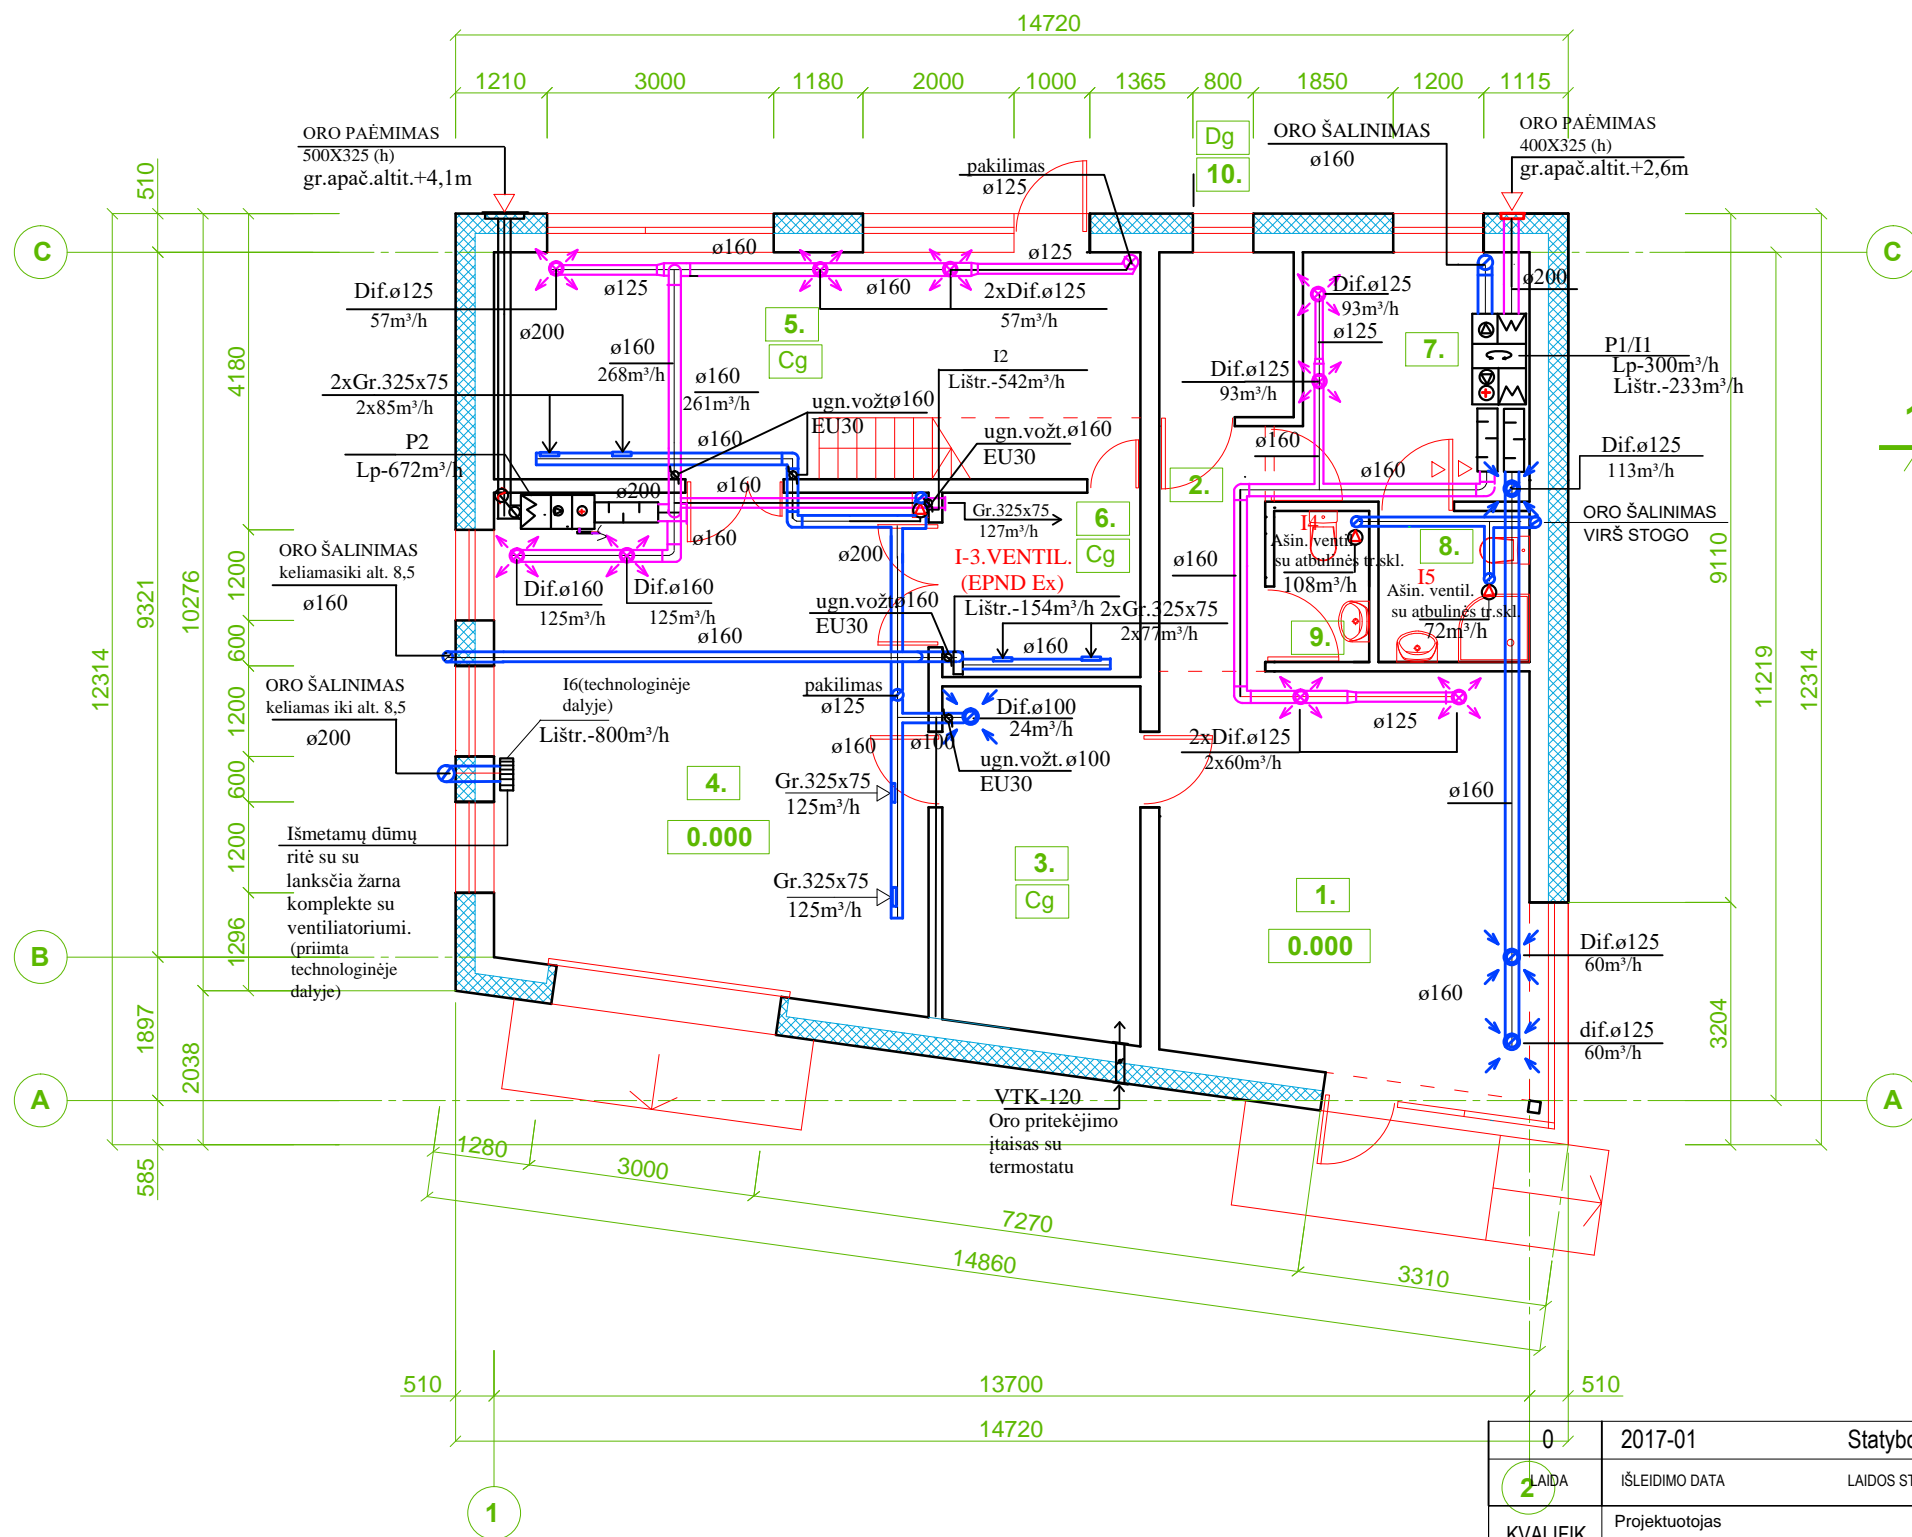 14720
1210 3000 1180 2000 1000 1365 800 1850 1200 1115
ORO PAĖMIMAS
500X325 (h)
gr.apač.altit.+4,1m
pakilimas
ø125
Dg
10.
ORO ŠALINIMAS
ø160
ORO PAĖMIMAS
400X325 (h)
gr.apač.altit.+2,6m
510
C
C
ø160
ø125
ø125
ø160
ø200
Dif.ø125
57m³/h
ø200
2xDif.ø125
57m³/h
Dif.ø125
93m³/h
ø125
5.
Cg
7.
ø160
268m³/h
ø160
261m³/h
I2
Lištr.-542m³/h
P1/I1
Lp-300m³/h
Lištr.-233m³/h
Dif.ø125
93m³/h
2xGr.325x75
2x85m³/h
ugn.vožt.ø160
EU30
ugn.vožt.ø160
EU30
P2
Lp-672m³/h
ø160
ø160
ø160
Dif.ø125
113m³/h
4180
ø200
ø160
2.
Gr.325x75
127m³/h
6.
Cg
ORO ŠALINIMAS
VIRŠ STOGO
ø160
ø200
I-3.VENTIL.
(EPND Ex)
ø160
I4
Ašin. ventil.
su atbulinės tr.skl.
108m³/h
8.
I5
Ašin. ventil.
su atbulinės tr.skl.
72m³/h
ORO ŠALINIMAS
keliamasiki alt. 8,5
ø160
Dif.ø160
125m³/h
Dif.ø160
125m³/h
ugn.vožt.ø160
EU30
Lištr.-154m³/h
2xGr.325x75
2x77m³/h
ø160
ø160
9.
ORO ŠALINIMAS
keliamas iki alt. 8,5
ø200
I6(technologinėje
dalyje)
Lištr.-800m³/h
pakilimas
ø125
Dif.ø100
24m³/h
ø160
ø100
ugn.vožt.ø100
EU30
2xDif.ø125
2x60m³/h
ø125
ø160
4.
0.000
Gr.325x75
125m³/h
Gr.325x75
125m³/h
3.
Cg
1.
0.000
Išmetamų dūmų
ritė su su
lanksčia žarna
komplekte su
ventiliatoriumi.
(priimta
technologinėje
dalyje)
Dif.ø125
60m³/h
ø160
dif.ø125
60m³/h
12314
9321
10276
1200
600
1200
600
1200
1296
1897
2038
585
9110
11219
12314
3204
B
A
A
VTK-120
Oro pritekėjimo
įtaisas su
termostatu
1280
3000
7270
14860
3310
510 13700 510
14720
1
2
0 2017-01
LAIDA IŠLEIDIMO DATA
Projektuotojas